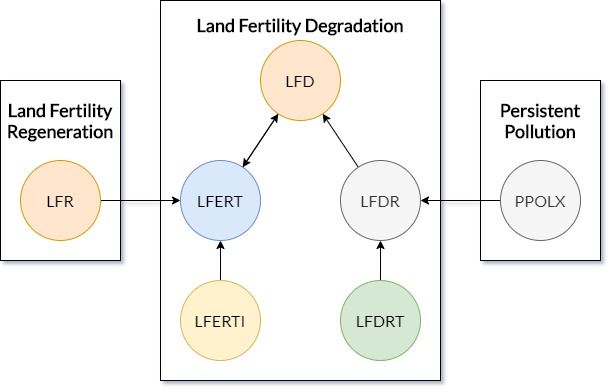 Land Fertility Degradation
LFD
Land Fertility
Regeneration
Persistent
Pollution
LFR
LFERT
LFDR
PPOLX
LFERTI
LFDRT